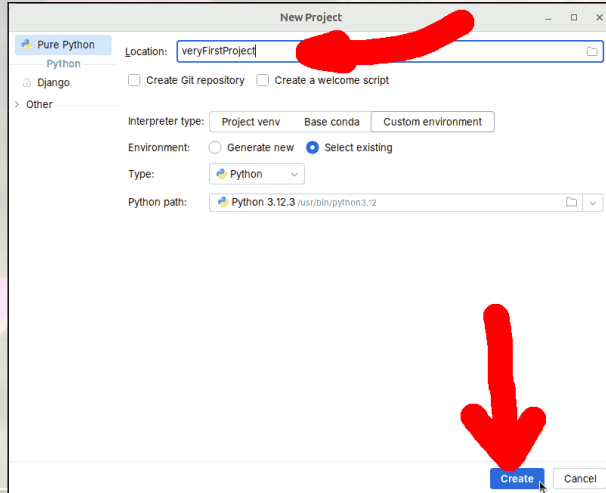 New Project
Pure Python
Python
Django
Other
Location: veryFirstProject
Create Git repository Create a welcome script
Interpreter type: Project venv Base conda Custom environment
Environment: Generate new Select existing
Type: Python
Python path: Python 3.12.3 /usr/bin/python3.12
Create Cancel